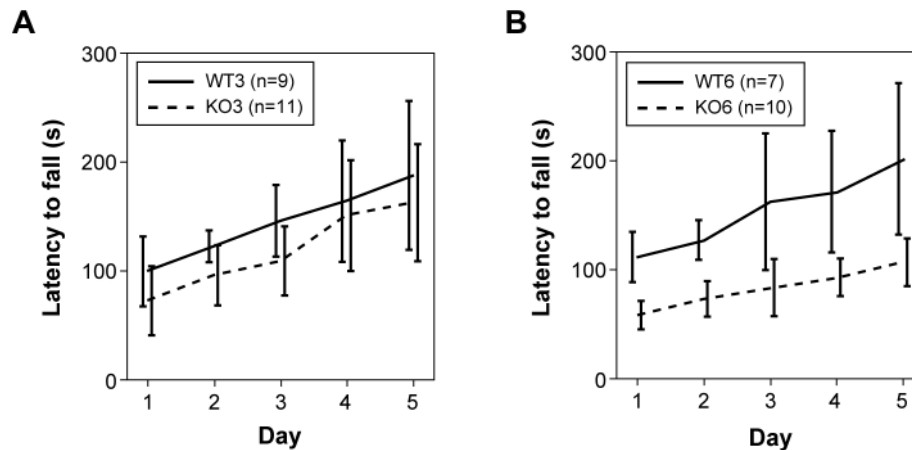 A
Latency to fall (s)
300
200
100
0
WT3 (n=9)
KO3 (n=11)
1 2 3 4 5
Day
B
Latency to fall (s)
300
200
100
0
WT6 (n=7)
KO6 (n=10)
1 2 3 4 5
Day